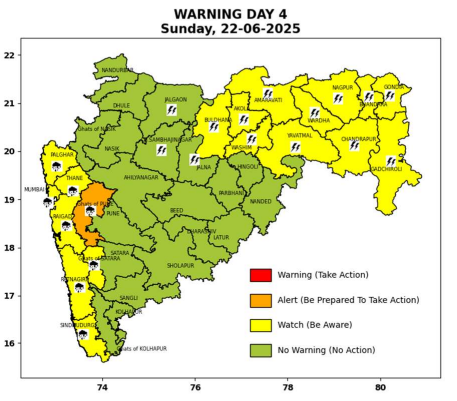 WARNING DAY 4
Sunday, 22-06-2025
22
21
20
19
18
17
16
74
76
78
80
NANDURBAR
DHULE
JALGAON
Ghats of NASIK
NASIK
CH.SAMBHAJINAGAR
JALNA
BULDHANA
AKOLA
AMARAVATI
WASHIM
NAGPUR
WARDHA
BHANDARA
GONDIA
YAVATMAL
CHANDRAPUR
GADCHIROLI
HINGOLI
PARBHANI
NANDED
PALGHAR
THANE
MUMBAI
RAIGAD
Ghats of PUNE
PUNE
AHILYANAGAR
BEED
DHARASHIV
LATUR
SATARA
Ghats of SATARA
SHOLAPUR
RATNAGIRI
SANGLI
KOLHAPUR
SINDHUDURG
Ghats of KOLHAPUR
Warning (Take Action)
Alert (Be Prepared To Take Action)
Watch (Be Aware)
No Warning (No Action)